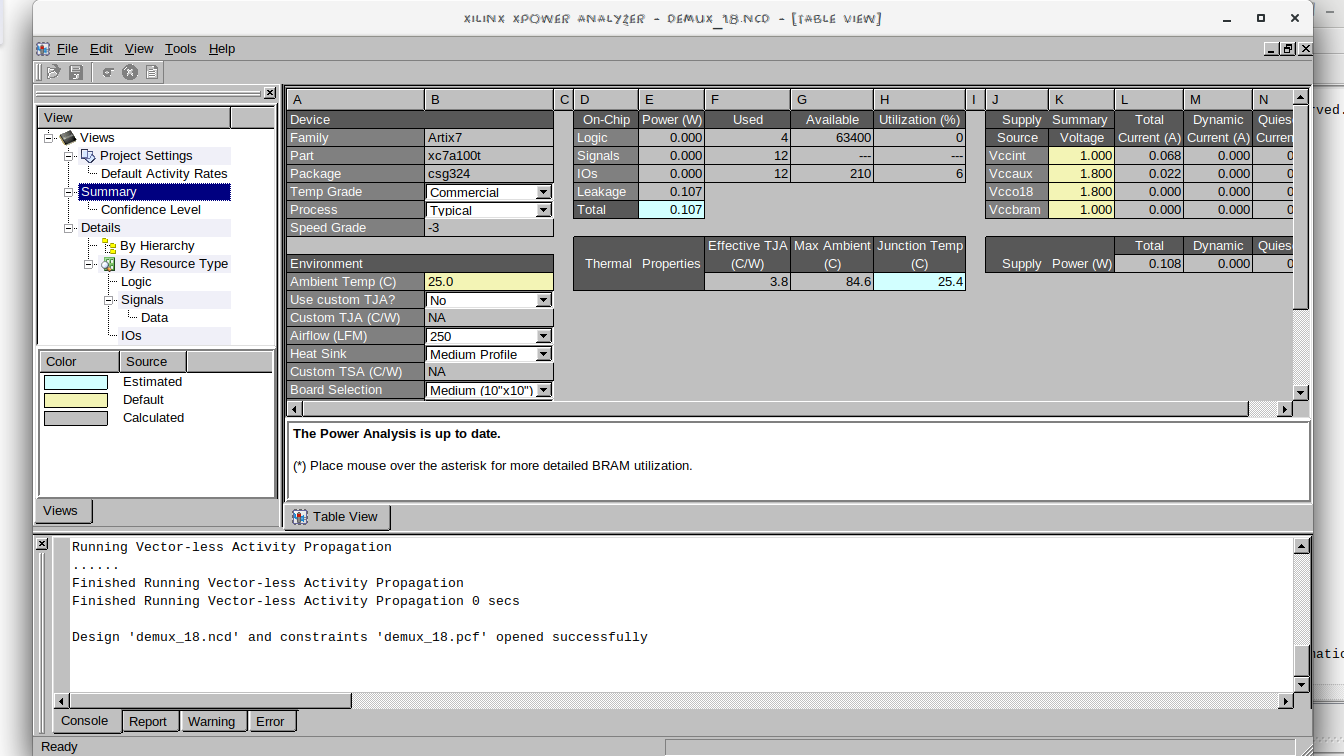 XILINX XPOWER ANALYZER - DEMUX_18.NCD - [TABLE VIEW]
File Edit View Tools Help
View
Views
Project Settings
Default Activity Rates
Summary
Confidence Level
Details
By Hierarchy
By Resource Type
Logic
Signals
Data
IOs
Color Source
Estimated
Default
Calculated
Views
A B C D E F G H I J K L M N
Device
Family Artix7
Part xc7a100t
Package csg324
Temp Grade Commercial
Process Typical
Speed Grade -3
Environment
Ambient Temp (C) 25.0
Use custom TJA? No
Custom TJA (C/W) NA
Airflow (LFM) 250
Heat Sink Medium Profile
Custom TSA (C/W) NA
Board Selection Medium (10"x10")
On-Chip Power (W) Used Available Utilization (%)
Logic 0.000 4 63400 0
Signals 0.000 12 --- ---
IOs 0.000 12 210 6
Leakage 0.107
Total 0.107
Effective TJA Max Ambient Junction Temp
Thermal Properties (C/W) (C) (C)
3.8 84.6 25.4
Supply Summary Total Dynamic Quies
Source Voltage Current (A) Current (A) Curren
Vccint 1.000 0.068 0.000 0
Vccaux 1.800 0.022 0.000 0
Vcco18 1.800 0.000 0.000 0
Vccbram 1.000 0.000 0.000 0
Total Dynamic Quies
Supply Power (W) 0.108 0.000 0
The Power Analysis is up to date.
(*) Place mouse over the asterisk for more detailed BRAM utilization.
Table View
Running Vector-less Activity Propagation
......
Finished Running Vector-less Activity Propagation
Finished Running Vector-less Activity Propagation 0 secs
Design 'demux_18.ncd' and constraints 'demux_18.pcf' opened successfully
Console Report Warning Error
Ready
rved.
matic